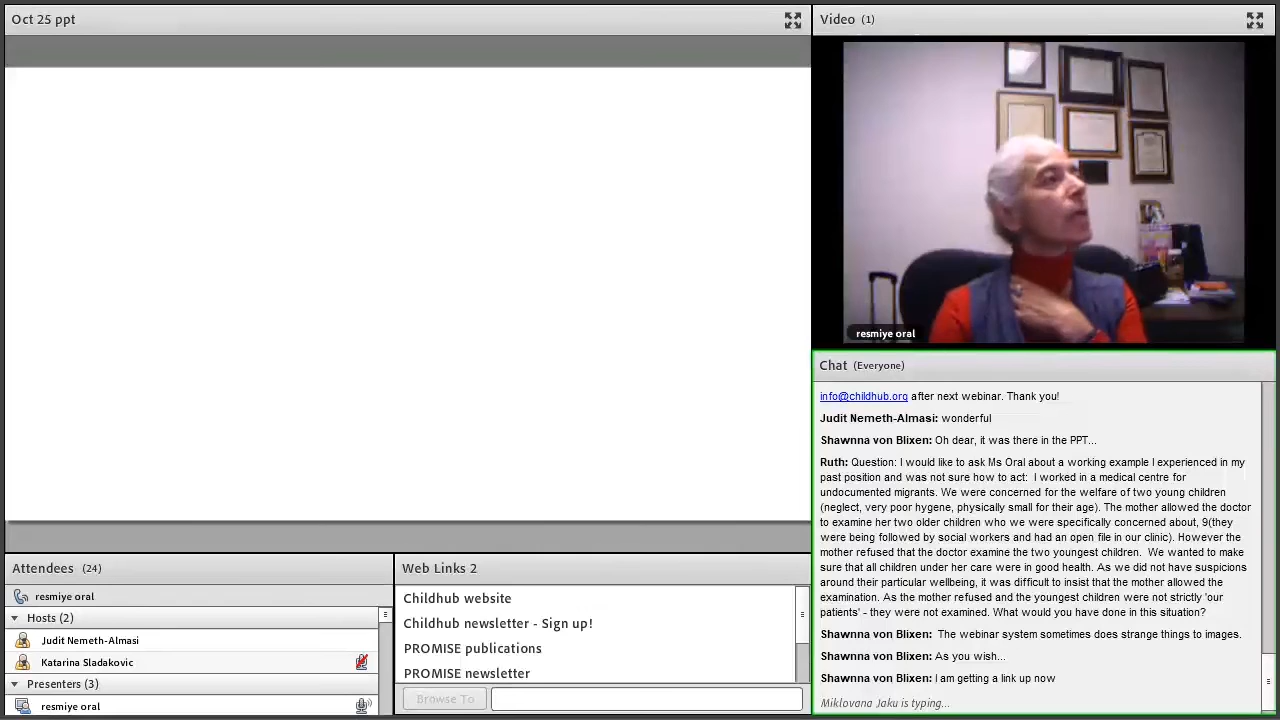 Oct 25 ppt
Video (1)
resmiye oral
Chat (Everyone)
info@childhub.org after next webinar. Thank you!
Judit Nemeth-Almasi: wonderful
Shawnna von Blixen: Oh dear, it was there in the PPT...
Ruth: Question: I would like to ask Ms Oral about a working example I experienced in my
past position and was not sure how to act:  I worked in a medical centre for
undocumented migrants. We were concerned for the welfare of two young children
(neglect, very poor hygene, physically small for their age). The mother allowed the doctor
to examine her two older children who we were specifically concerned about, 9(they
were being followed by social workers and had an open file in our clinic). However the
mother refused that the doctor examine the two youngest children.  We wanted to make
sure that all children under her care were in good health. As we did not have suspicions
around their particular wellbeing, it was difficult to insist that the mother allowed the
examination. As the mother refused and the youngest children were not strictly 'our
patients' - they were not examined. What would you have done in this situation?
Shawnna von Blixen:  The webinar system sometimes does strange things to images.
Shawnna von Blixen: As you wish...
Shawnna von Blixen: I am getting a link up now
Miklovana Jaku is typing...
Attendees (24)
resmiye oral
Hosts (2)
Judit Nemeth-Almasi
Katarina Sladakovic
Presenters (3)
resmiye oral
Web Links 2
Childhub website
Childhub newsletter - Sign up!
PROMISE publications
PROMISE newsletter
Browse To